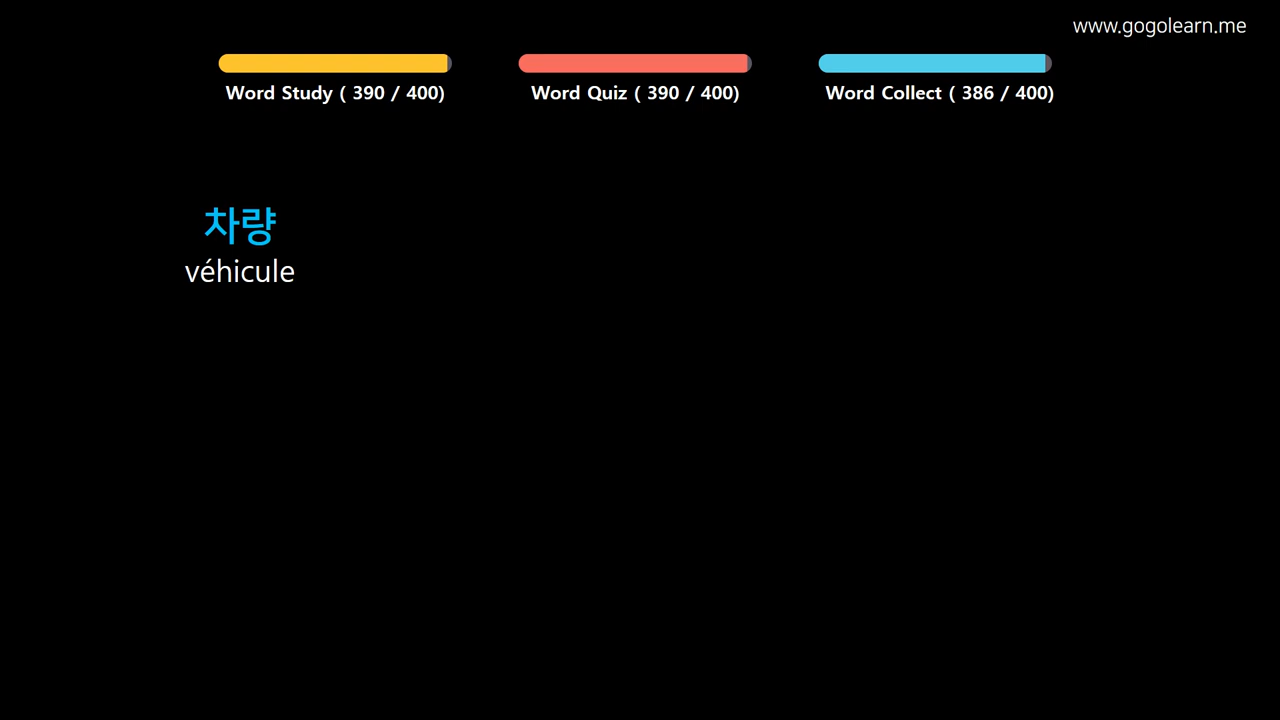 www.gogolearn.me
Word Study ( 390 / 400)
Word Quiz ( 390 / 400)
Word Collect ( 386 / 400)
차량
véhicule